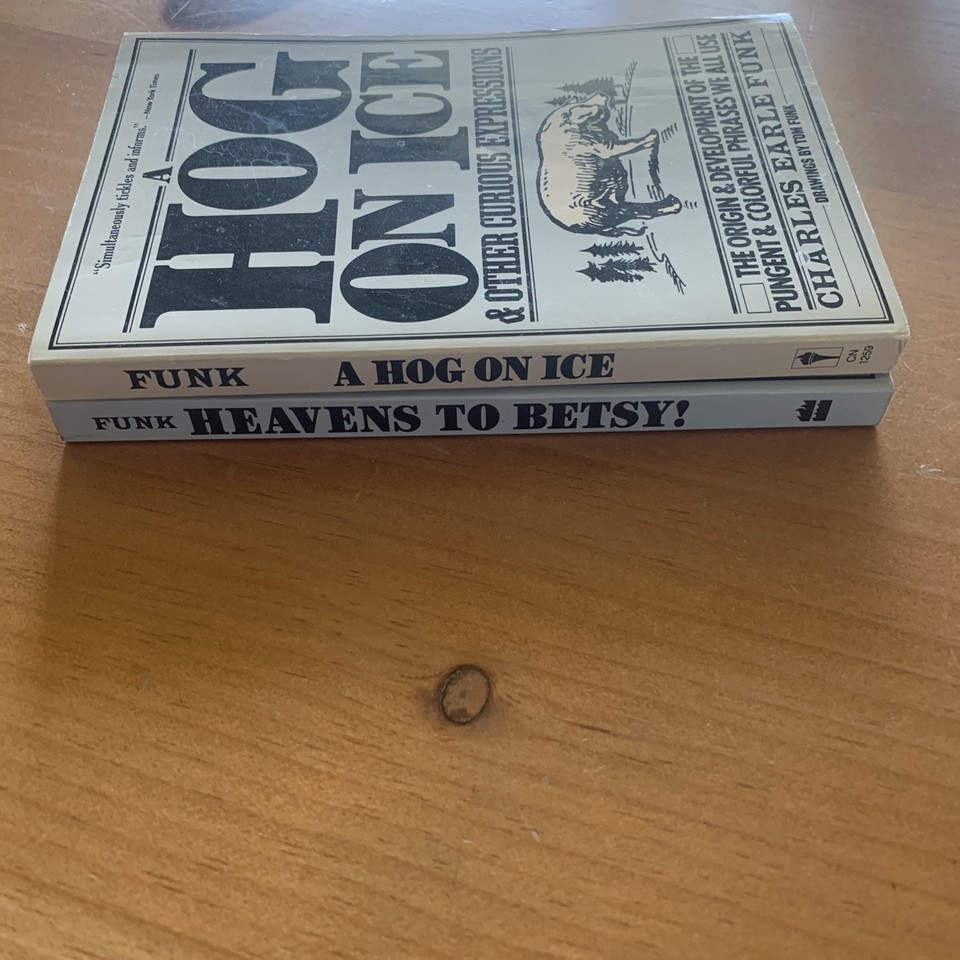 “Simultaneously tickles and informs.” —New York Times
A
HOG
ON ICE
& OTHER CURIOUS EXPRESSIONS
THE ORIGIN & DEVELOPMENT OF THE
PUNGENT & COLORFUL PHRASES WE ALL USE
CHARLES EARLE FUNK
DRAWINGS BY TOM FUNK
FUNK A HOG ON ICE CN
1259
FUNK HEAVENS TO BETSY!